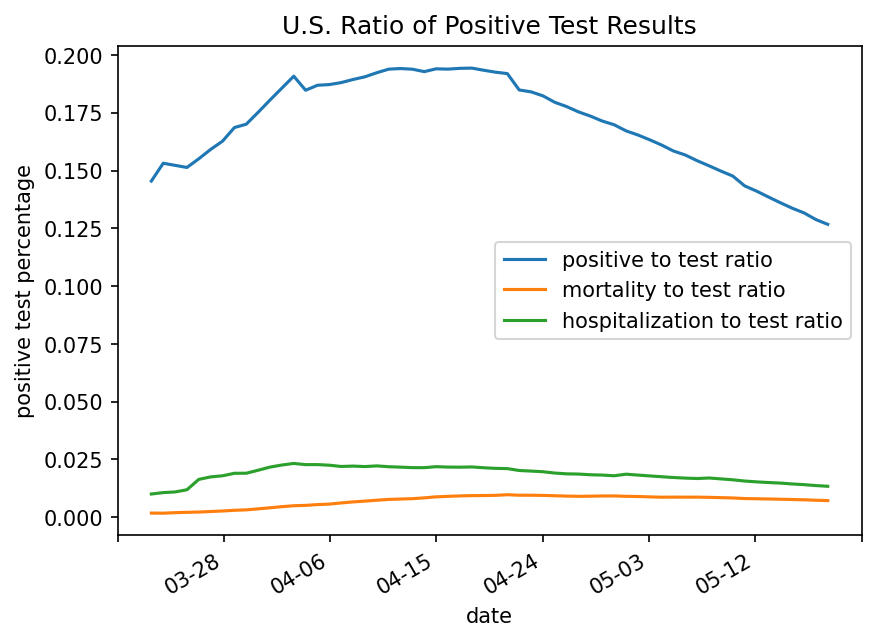 U.S. Ratio of Positive Test Results
positive test percentage
0.200
0.175
0.150
0.125
0.100
0.075
0.050
0.025
0.000
positive to test ratio
mortality to test ratio
hospitalization to test ratio
03-28
04-06
04-15
04-24
05-03
05-12
date